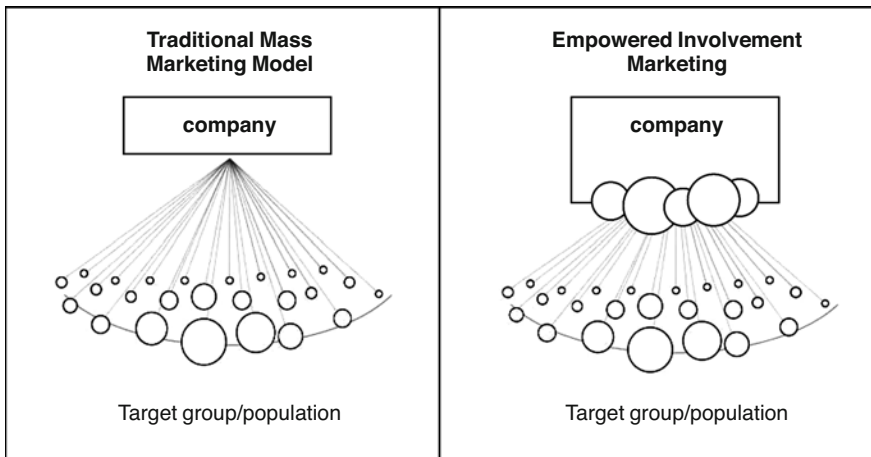 Traditional Mass
Marketing Model
company
Target group/population
Empowered Involvement
Marketing
company
Target group/population